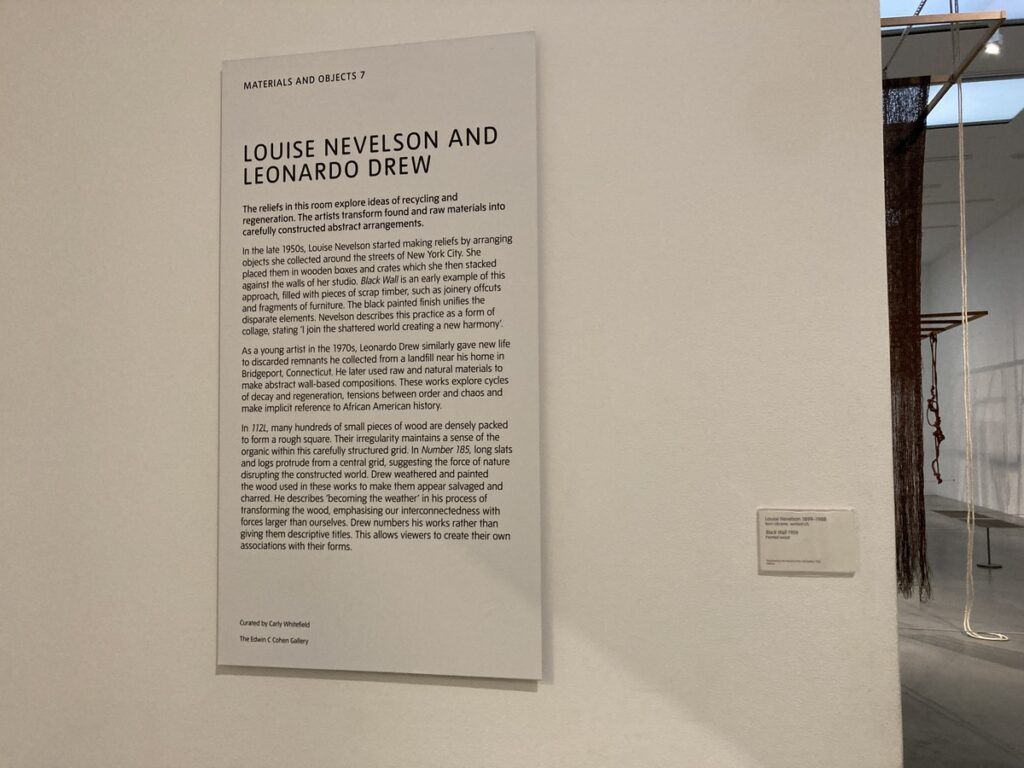 MATERIALS AND OBJECTS 7
LOUISE NEVELSON AND
LEONARDO DREW
The reliefs in this room explore ideas of recycling and
regeneration. The artists transform found and raw materials into
carefully constructed abstract arrangements.
In the late 1950s, Louise Nevelson started making reliefs by arranging
objects she collected around the streets of New York City. She
placed them in wooden boxes and crates which she then stacked
against the walls of her studio. Black Wall is an early example of this
approach, filled with pieces of scrap timber, such as joinery offcuts
and fragments of furniture. The black painted finish unifies the
disparate elements. Nevelson describes this practice as a form of
collage, stating ‘I join the shattered world creating a new harmony’.
As a young artist in the 1970s, Leonardo Drew similarly gave new life
to discarded remnants he collected from a landfill near his home in
Bridgeport, Connecticut. He later used raw and natural materials to
make abstract wall-based compositions. These works explore cycles
of decay and regeneration, tensions between order and chaos and
make implicit reference to African American history.
In 112L, many hundreds of small pieces of wood are densely packed
to form a rough square. Their irregularity maintains a sense of the
organic within this carefully structured grid. In Number 185, long slats
and logs protrude from a central grid, suggesting the force of nature
disrupting the constructed world. Drew weathered and painted
the wood used in these works to make them appear salvaged and
charred. He describes ‘becoming the weather’ in his process of
transforming the wood, emphasising our interconnectedness with
forces larger than ourselves. Drew numbers his works rather than
giving them descriptive titles. This allows viewers to create their own
associations with their forms.
Curated by Carly Whitefield
The Edwin C Cohen Gallery
Louise Nevelson 1899–1988
Black Wall 1959
Painted wood